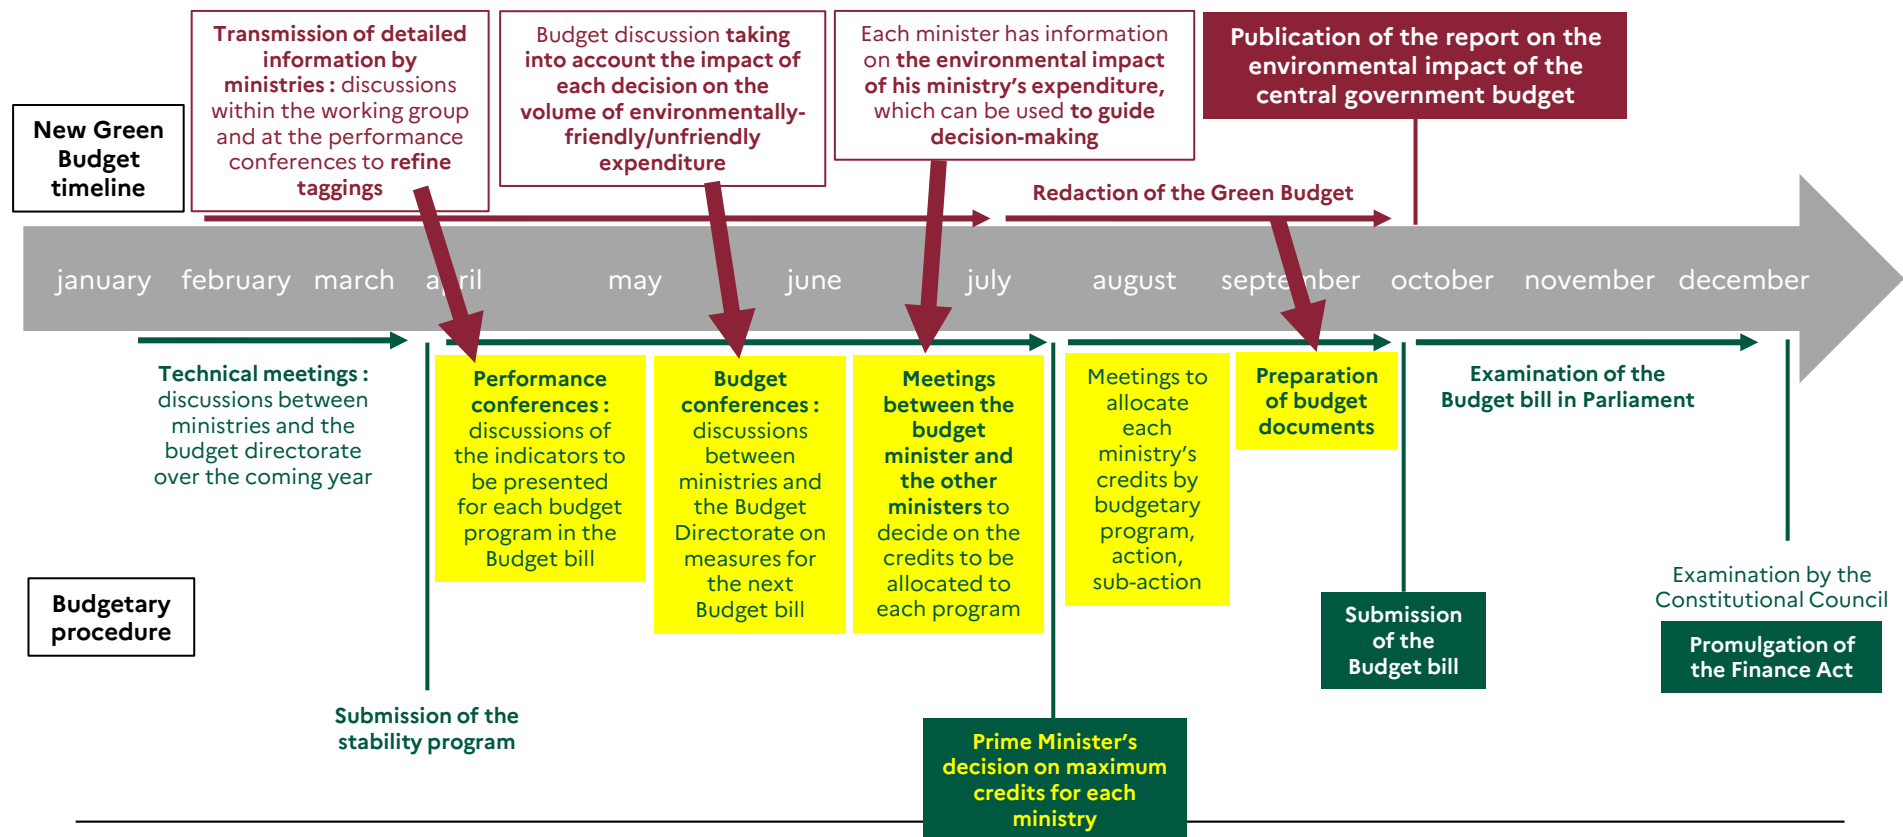 New Green
Budget
timeline
Transmission of detailed
information by
ministries : discussions
within the working group
and at the performance
conferences to refine
taggings
Budget discussion taking
into account the impact of
each decision on the
volume of environmentally-
friendly/unfriendly
expenditure
Each minister has information
on the environmental impact
of his ministry’s expenditure,
which can be used to guide
decision-making
Publication of the report on the
environmental impact of the
central government budget
Redaction of the Green Budget
january february march april may june july august september october november december
Technical meetings :
discussions between
ministries and the
budget directorate
over the coming year
Performance
conferences :
discussions of
the indicators to
be presented
for each budget
program in the
Budget bill
Budget
conferences :
discussions
between
ministries and
the Budget
Directorate on
measures for
the next
Budget bill
Meetings
between the
budget
minister and
the other
ministers to
decide on the
credits to be
allocated to
each program
Meetings to
allocate
each
ministry’s
credits by
budgetary
program,
action,
sub-action
Preparation
of budget
documents
Examination of the
Budget bill in Parliament
Budgetary
procedure
Submission of the
stability program
Prime Minister’s
decision on maximum
credits for each
ministry
Submission
of the
Budget bill
Examination by the
Constitutional Council
Promulgation of
the Finance Act